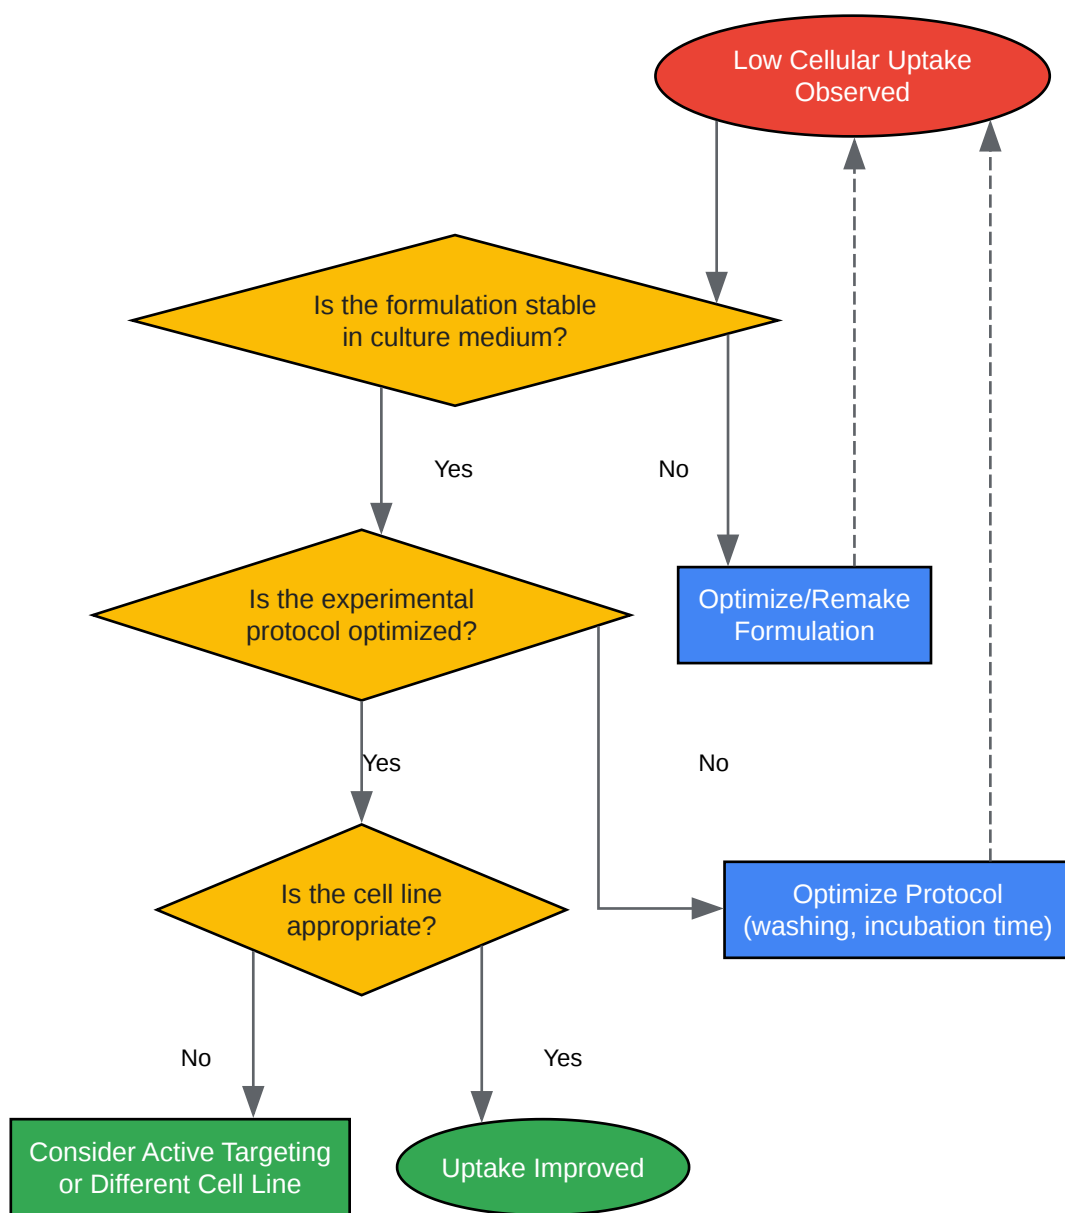 Low Cellular Uptake
Observed
Is the formulation stable
in culture medium?
Yes
No
Is the experimental
protocol optimized?
Optimize/Remake
Formulation
Yes
No
Is the cell line
appropriate?
Optimize Protocol
(washing, incubation time)
No
Yes
Consider Active Targeting
or Different Cell Line
Uptake Improved